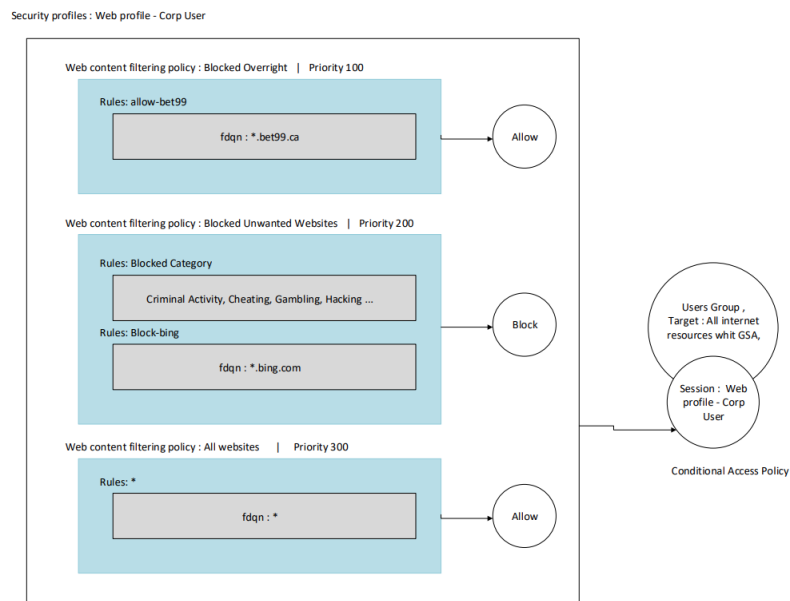 Security profiles : Web profile - Corp User
Web content filtering policy : Blocked Overright | Priority 100
Rules: allow-bet99
fdqn : *.bet99.ca
Allow
Web content filtering policy : Blocked Unwanted Websites | Priority 200
Rules: Blocked Category
Criminal Activity, Cheating, Gambling, Hacking ...
Rules: Block-bing
fdqn : *.bing.com
Block
Web content filtering policy : All websites | Priority 300
Rules: *
fdqn : *
Allow
Users Group ,
Target : All internet
resources whit GSA,
Session : Web
profile - Corp
User
Conditional Access Policy